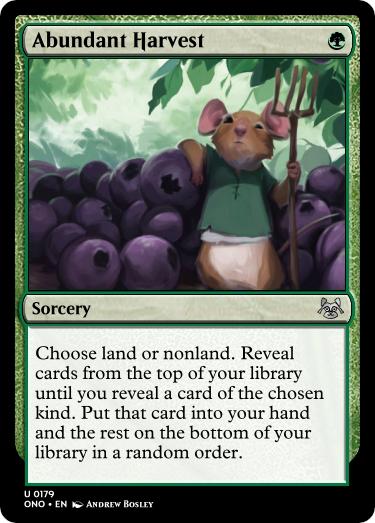 Abundant Harvest
Sorcery
Choose land or nonland. Reveal
cards from the top of your library
until you reveal a card of the chosen
kind. Put that card into your hand
and the rest on the bottom of your
library in a random order.
U 0179
ONO • EN Andrew Bosley